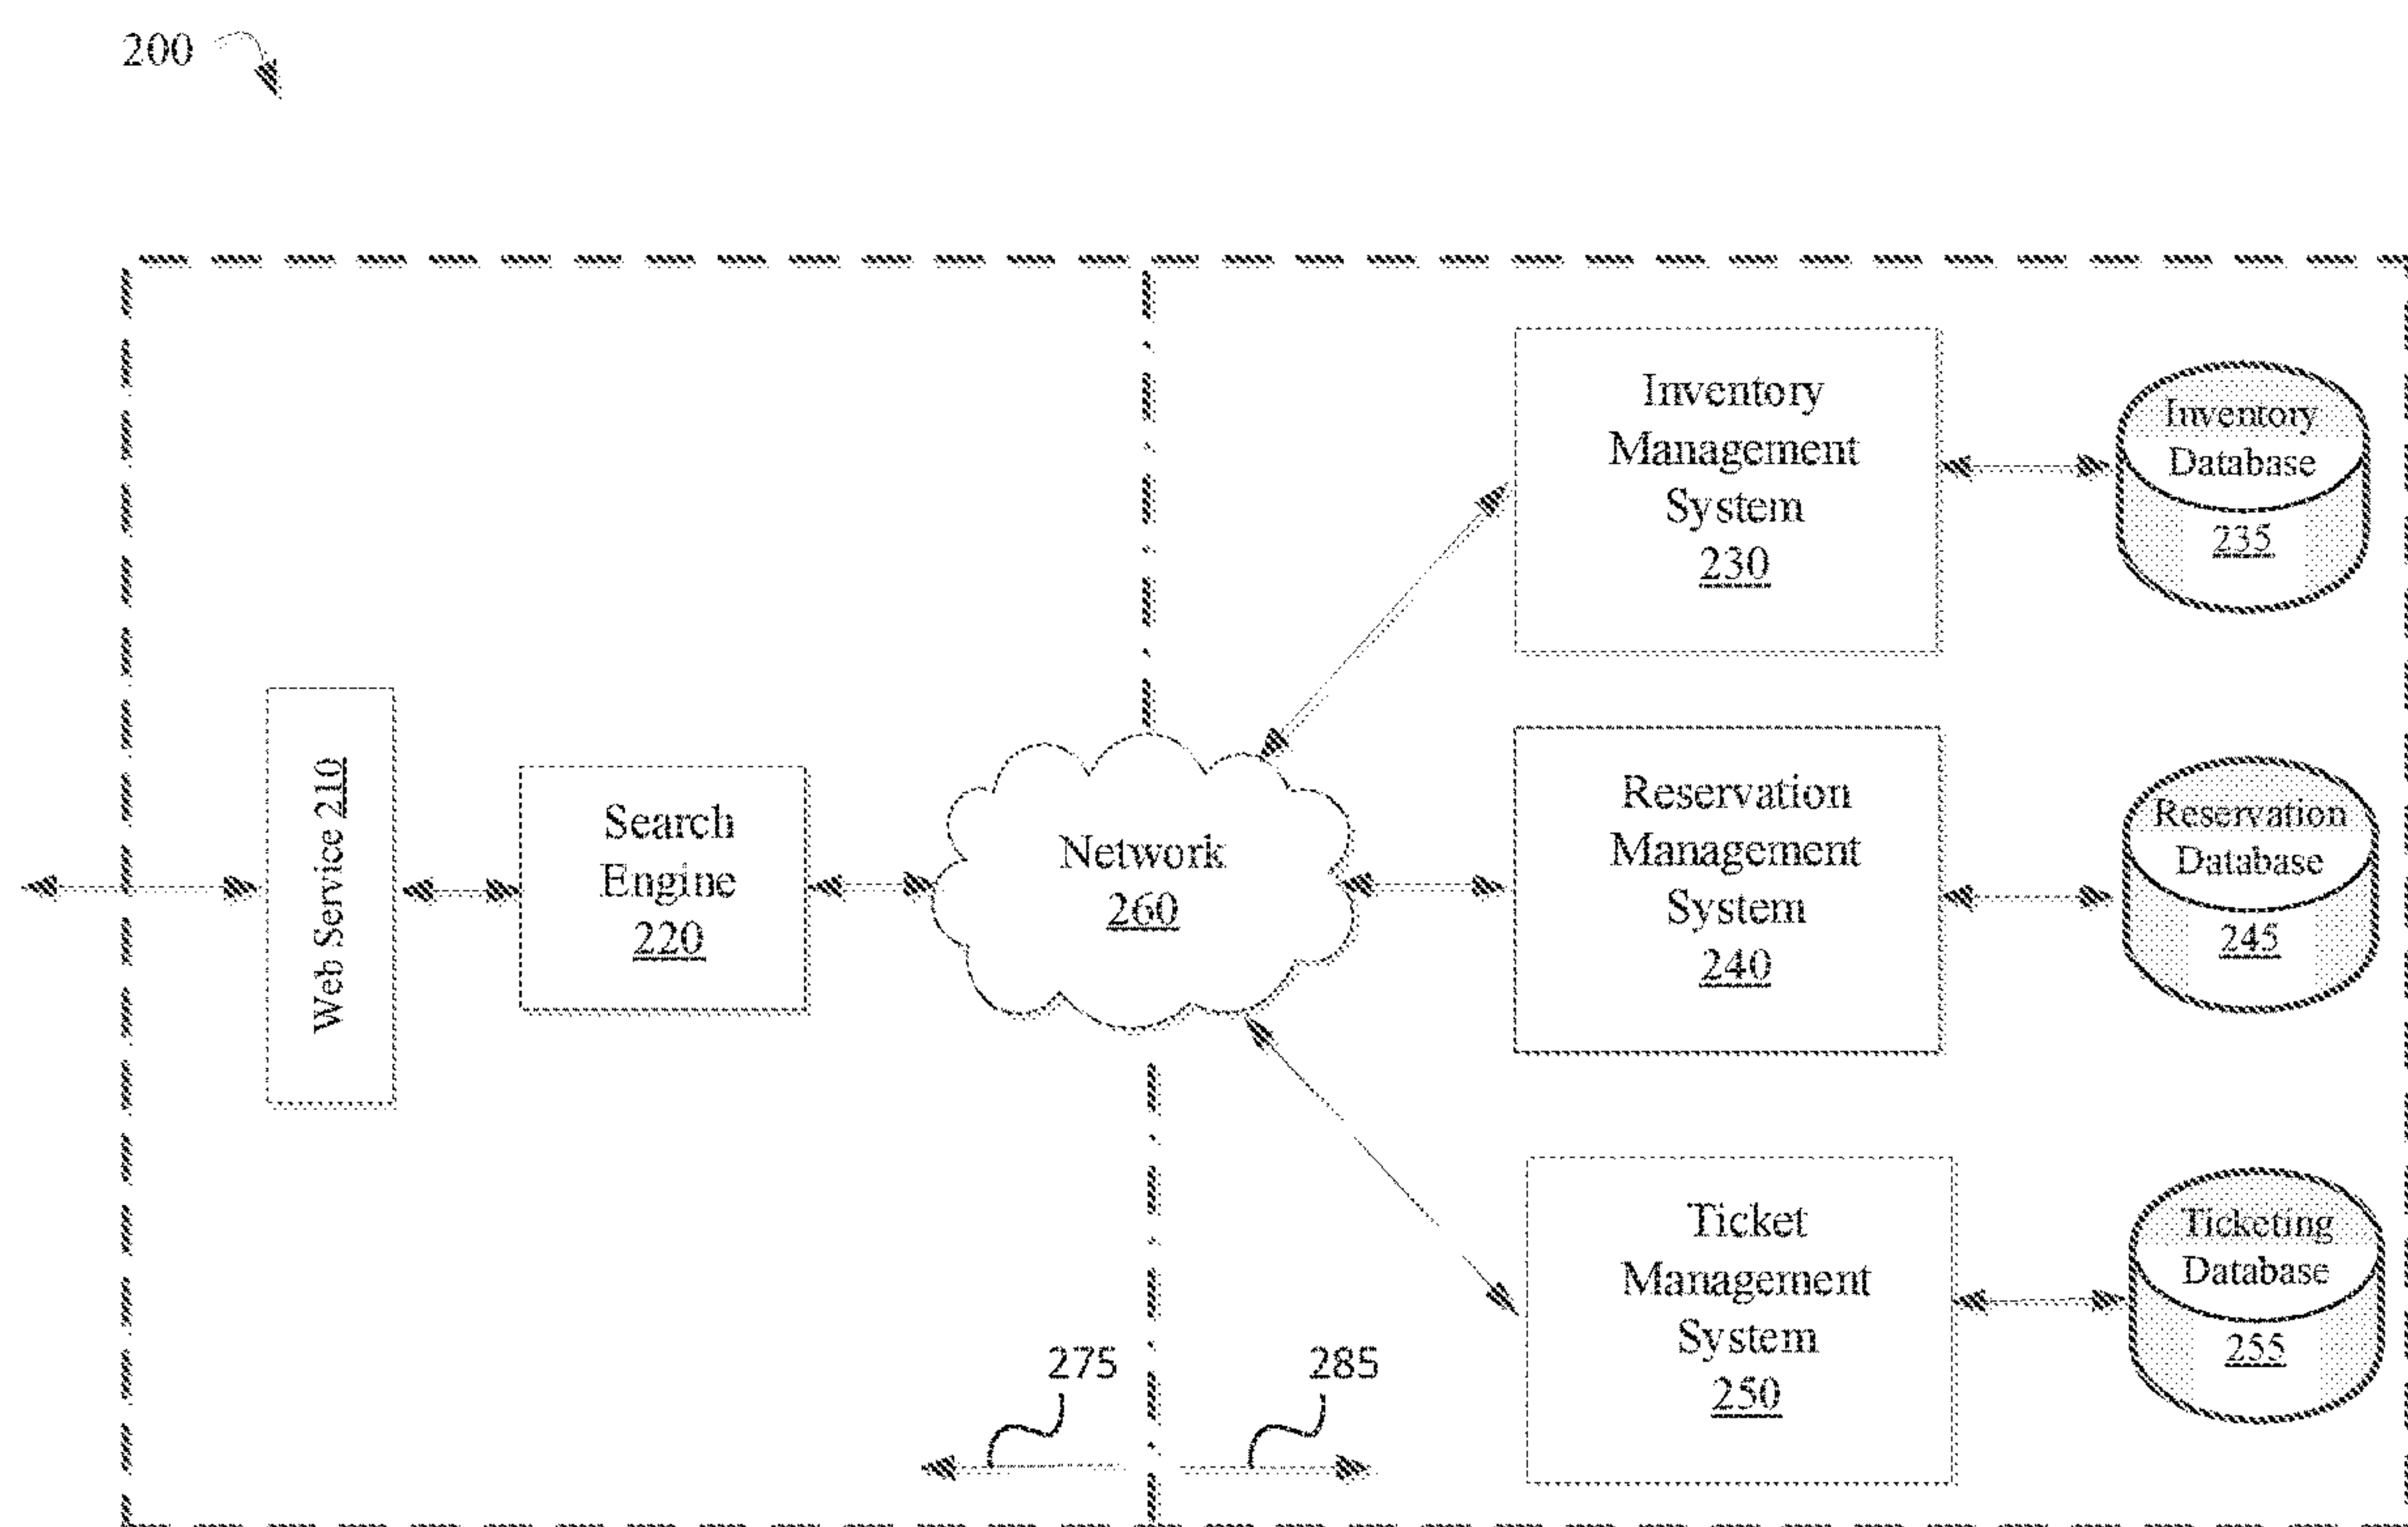 200
Inventory
Management
System
230
Inventory
Database
235
Web Service 210
Search
Engine
220
Network
260
Reservation
Management
System
240
Reservation
Database
245
Ticket
Management
System
250
Ticketing
Database
255
275
285